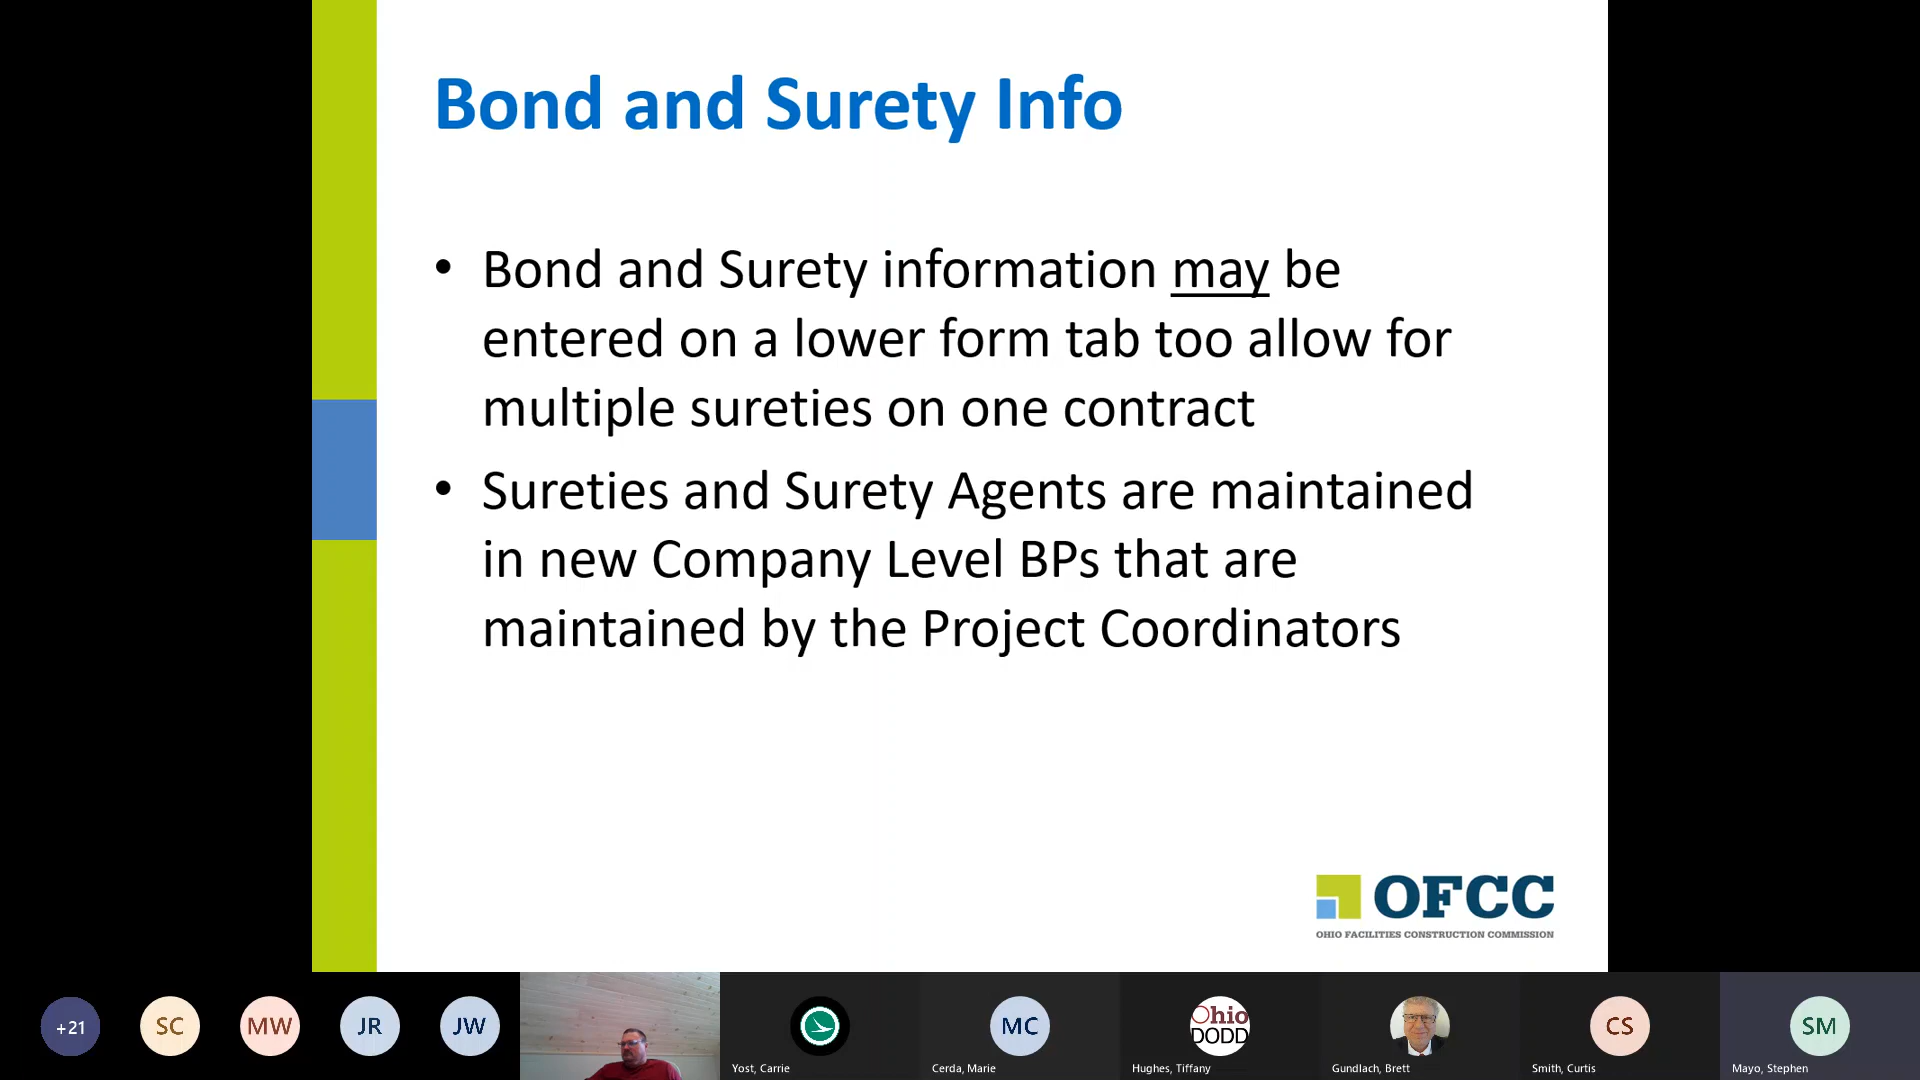 Bond and Surety Info
• Bond and Surety information may be
entered on a lower form tab too allow for
multiple sureties on one contract
• Sureties and Surety Agents are maintained
in new Company Level BPs that are
maintained by the Project Coordinators
OFCC
OHIO FACILITIES CONSTRUCTION COMMISSION
+21
SC
MW
JR
JW
MC
Ohio
DODD
CS
SM
Yost, Carrie
Cerda, Marie
Hughes, Tiffany
Gundlach, Brett
Smith, Curtis
Mayo, Stephen